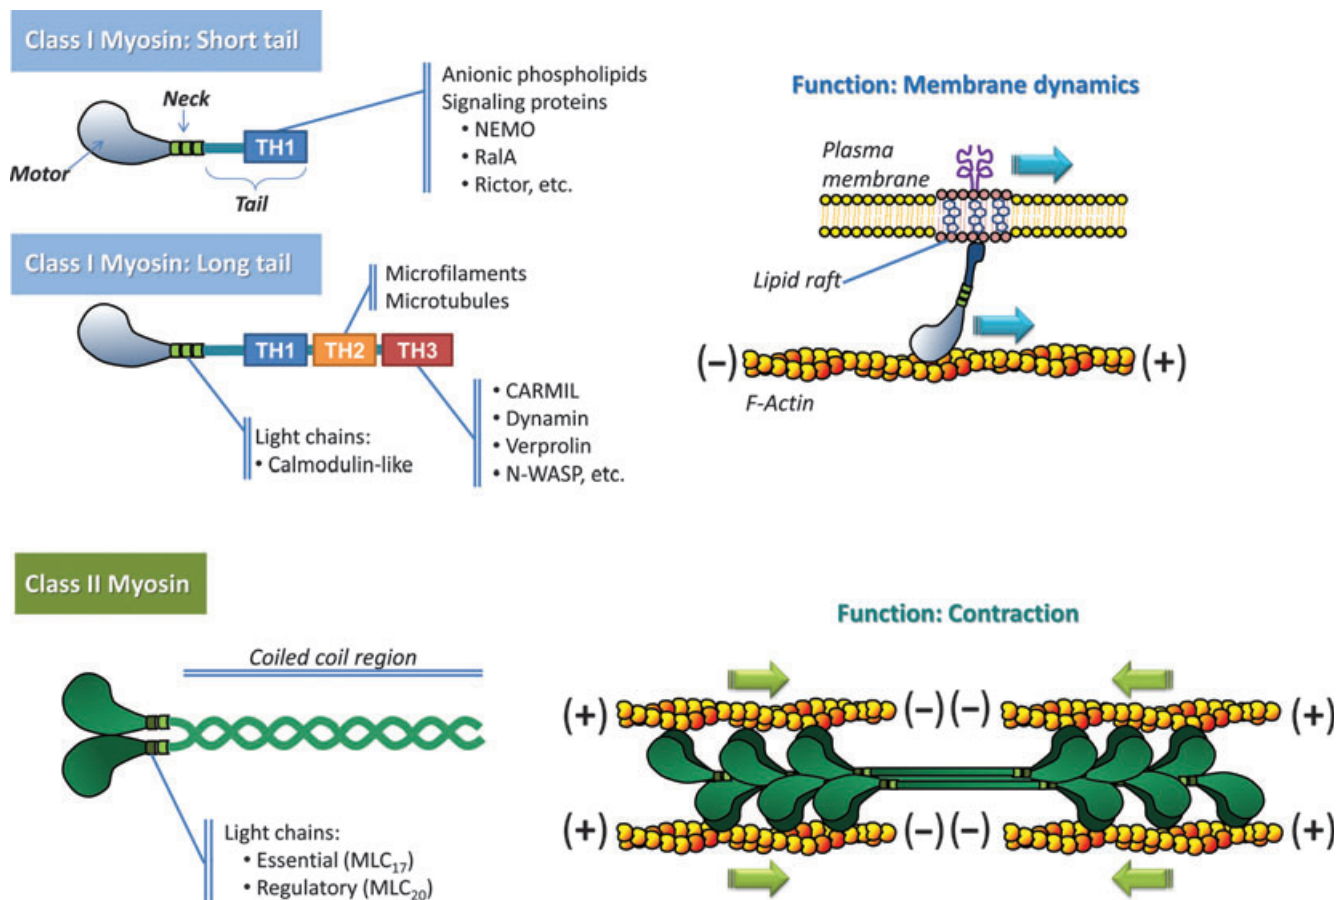 Class I Myosin: Short tail
Neck
Motor
TH1
Tail
Anionic phospholipids
Signaling proteins
• NEMO
• RalA
• Rictor, etc.
Function: Membrane dynamics
Plasma
membrane
Lipid raft
(-)
(+)
F-Actin
Class I Myosin: Long tail
Microfilaments
Microtubules
TH1
TH2
TH3
Light chains:
• Calmodulin-like
• CARMIL
• Dynamin
• Verprolin
• N-WASP, etc.
Class II Myosin
Coiled coil region
Light chains:
• Essential (MLC₁₇)
• Regulatory (MLC₂₀)
Function: Contraction
(+) (-) (-) (+)
(+) (-) (-) (+)